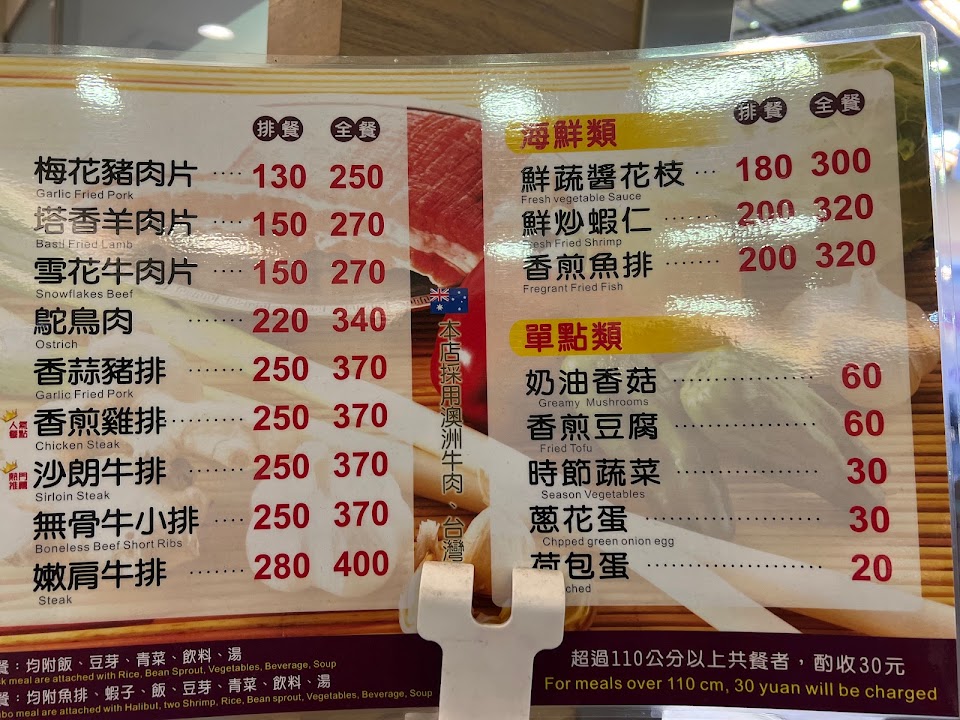 排餐 全餐
梅花豬肉片 ····· 130 250
Garlic Fried Pork
塔香羊肉片 ····· 150 270
Basil Fried Lamb
雪花牛肉片 ····· 150 270
Snowflakes Beef
鴕鳥肉 ········ 220 340
Ostrich
香蒜豬排 ······· 250 370
Garlic Fried Pork
人氣餐點
香煎雞排 ········· 250 370
Chicken Steak
熱門推薦
沙朗牛排 ······· 250 370
Sirloin Steak
無骨牛小排 ···· 250 370
Boneless Beef Short Ribs
嫩肩牛排 ······· 280 400
Steak
餐：均附飯、豆芽、青菜、飲料、湯
meal are attached with Rice, Bean Sprout, Vegetables, Beverage, Soup
餐：均附魚排、蝦子、飯、豆芽、青菜、飲料、湯
meal are attached with Halibut, two Shrimp, Rice, Bean sprout, Vegetables, Beverage, Soup
本店採用澳洲牛肉、台灣
海鮮類 排餐 全餐
鮮蔬醬花枝 ··· 180 300
Fresh vegetable Sauce
鮮炒蝦仁 ······ 200 320
esh Fried Shrimp
香煎魚排 ······· 200 320
Fregrant Fried Fish
單點類
奶油香菇 ·················· 60
Greamy Mushrooms
香煎豆腐 ·················· 60
Fried Tofu
時節蔬菜 ·················· 30
Season Vegetables
蔥花蛋 ······················ 30
Chpped green onion egg
荷包蛋 ······················ 20
ched
超過110公分以上共餐者，酌收30元
For meals over 110 cm, 30 yuan will be charged